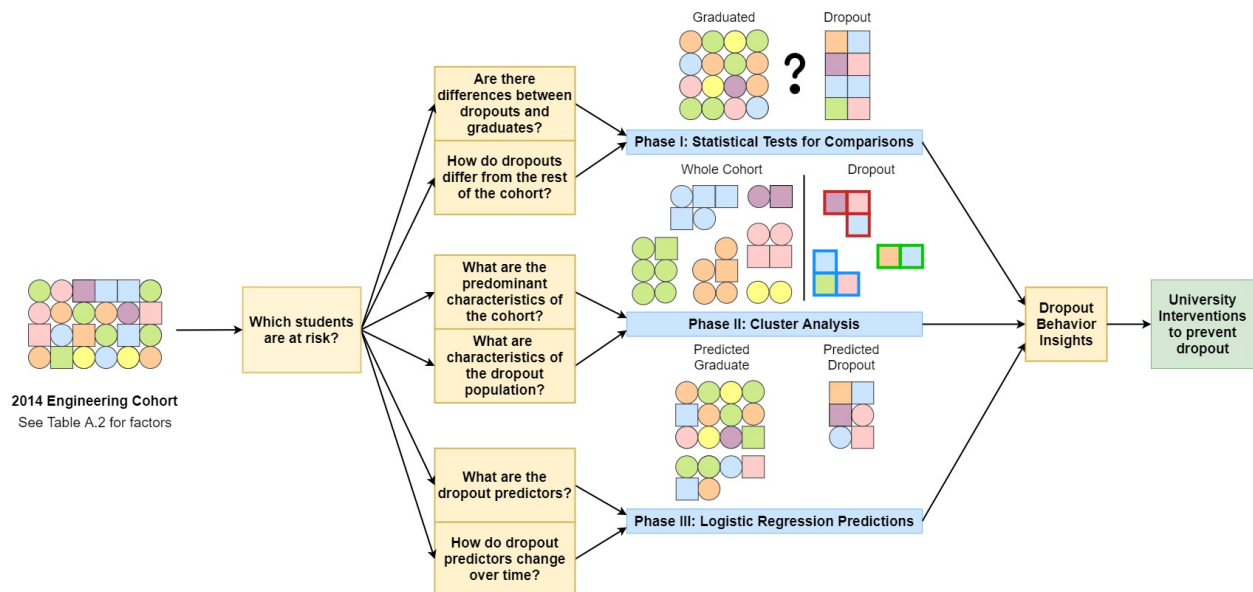 2014 Engineering Cohort
See Table A.2 for factors
Which students
are at risk?
Are there
differences between
dropouts and
graduates?
How do dropouts
differ from the rest
of the cohort?
What are the
predominant
characteristics of
the cohort?
What are
characteristics of
the dropout
population?
What are the
dropout predictors?
How do dropout
predictors change
over time?
Graduated
Dropout
?
Phase I: Statistical Tests for Comparisons
Whole Cohort
Dropout
Phase II: Cluster Analysis
Predicted
Graduate
Predicted
Dropout
Phase III: Logistic Regression Predictions
Dropout
Behavior
Insights
University
Interventions
to prevent
dropout